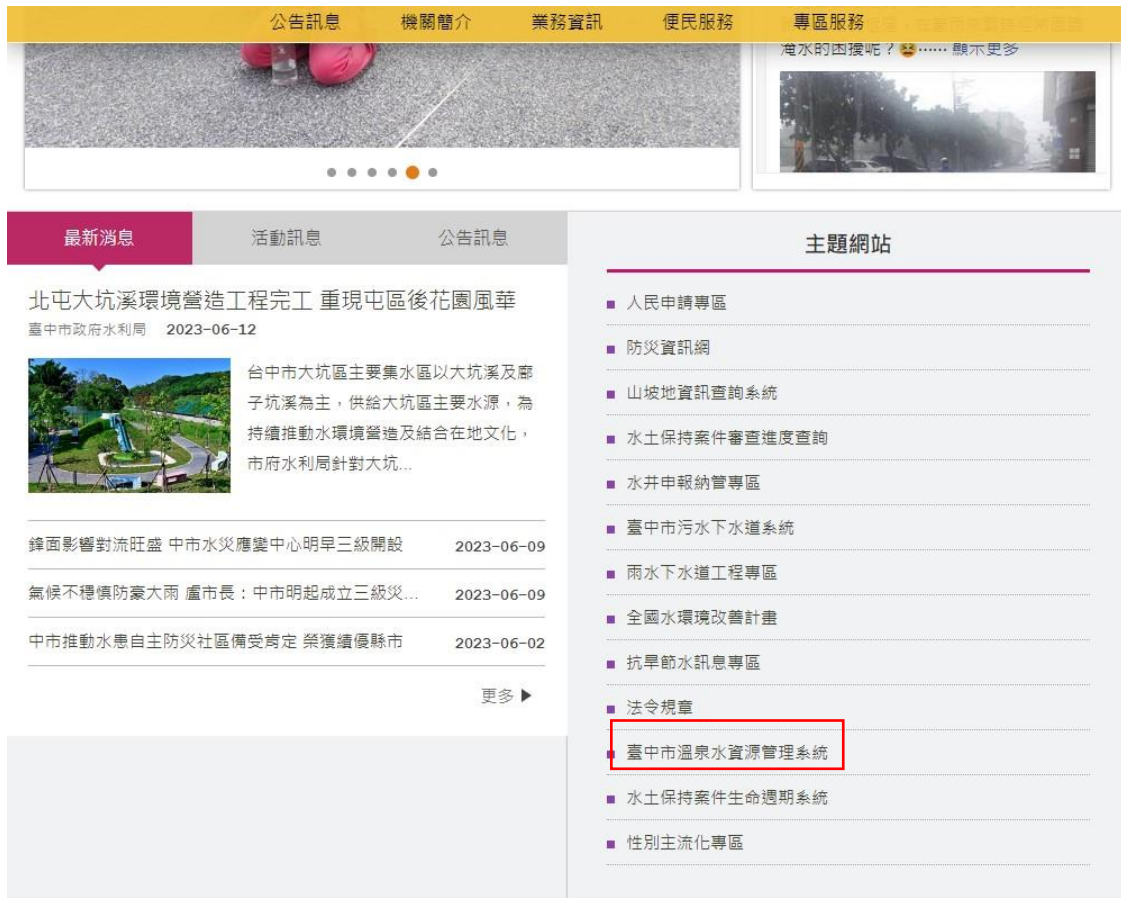 公告訊息 機關簡介 業務資訊 便民服務 專區服務
淹水的困擾呢？😫...... 顯示更多
最新消息 活動訊息 公告訊息
北屯大坑溪環境營造工程完工 重現屯區後花園風華
臺中市政府水利局 2023-06-12
台中市大坑區主要集水區以大坑溪及廍
子坑溪為主，供給大坑區主要水源，為
持續推動水環境營造及結合在地文化，
市府水利局針對大坑...
鋒面影響對流旺盛 中市水災應變中心明早三級開設 2023-06-09
氣候不穩慎防豪大雨 盧市長：中市明起成立三級災... 2023-06-09
中市推動水患自主防災社區備受肯定 榮獲績優縣市 2023-06-02
更多 ▶
主題網站
人民申請專區
防災資訊網
山坡地資訊查詢系統
水土保持案件審查進度查詢
水井申報納管專區
臺中市污水下水道系統
雨水下水道工程專區
全國水環境改善計畫
抗旱節水訊息專區
法令規章
臺中市溫泉水資源管理系統
水土保持案件生命週期系統
性別主流化專區